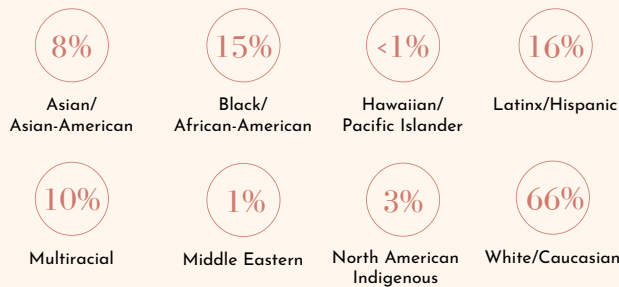 8%
15%
<1%
16%
Asian/
Asian-American
Black/
African-American
Hawaiian/
Pacific Islander
Latinx/Hispanic
10%
1%
3%
66%
Multiracial
Middle Eastern
North American
Indigenous
White/Caucasian